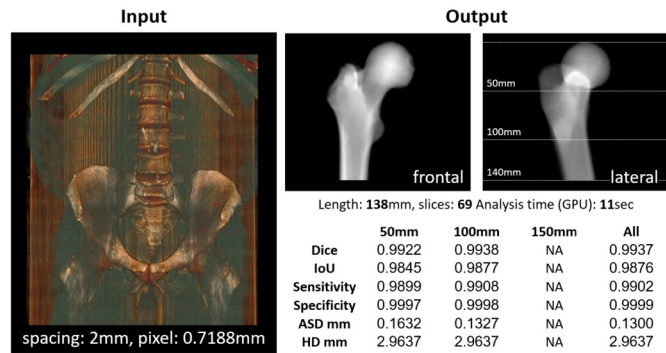 Input
Output
50mm
100mm
140mm
frontal
lateral
spacing: 2mm, pixel: 0.7188mm
Length: 138mm, slices: 69 Analysis time (GPU): 11sec
50mm 100mm 150mm All
Dice 0.9922 0.9938 NA 0.9937
IoU 0.9845 0.9877 NA 0.9876
Sensitivity 0.9899 0.9908 NA 0.9902
Specificity 0.9997 0.9998 NA 0.9999
ASD mm 0.1632 0.1327 NA 0.1300
HD mm 2.9637 2.9637 NA 2.9637